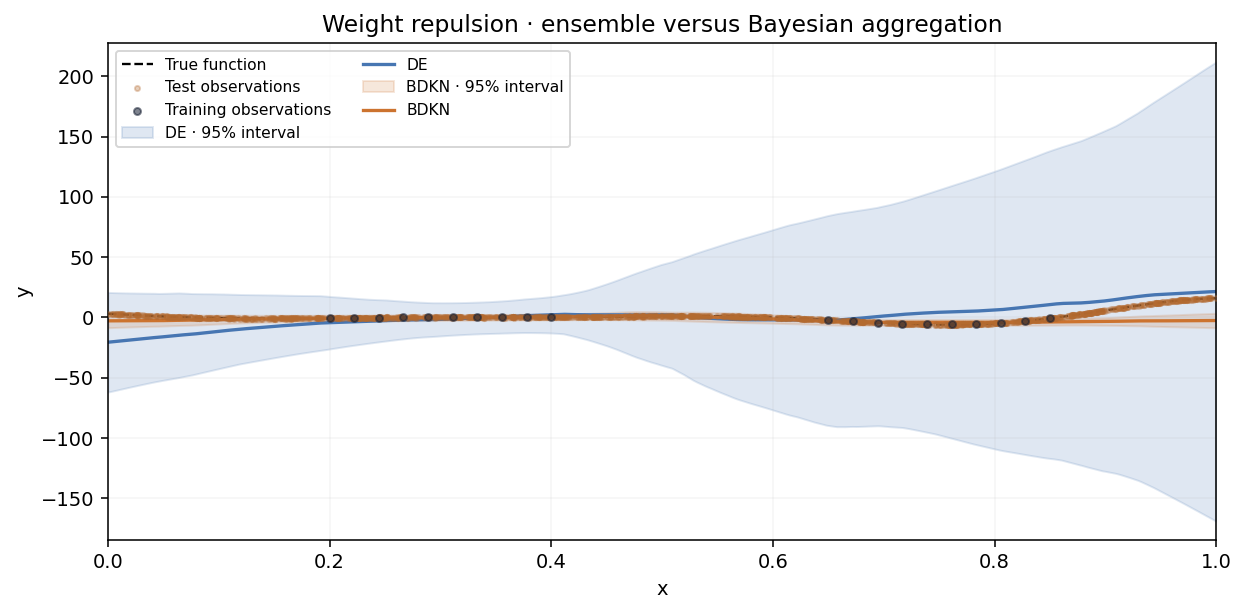 Weight repulsion · ensemble versus Bayesian aggregation
True function
Test observations
Training observations
DE · 95% interval
DE
BDKN · 95% interval
BDKN
y
200
150
100
50
0
−50
−100
−150
0.0 0.2 0.4 0.6 0.8 1.0
x